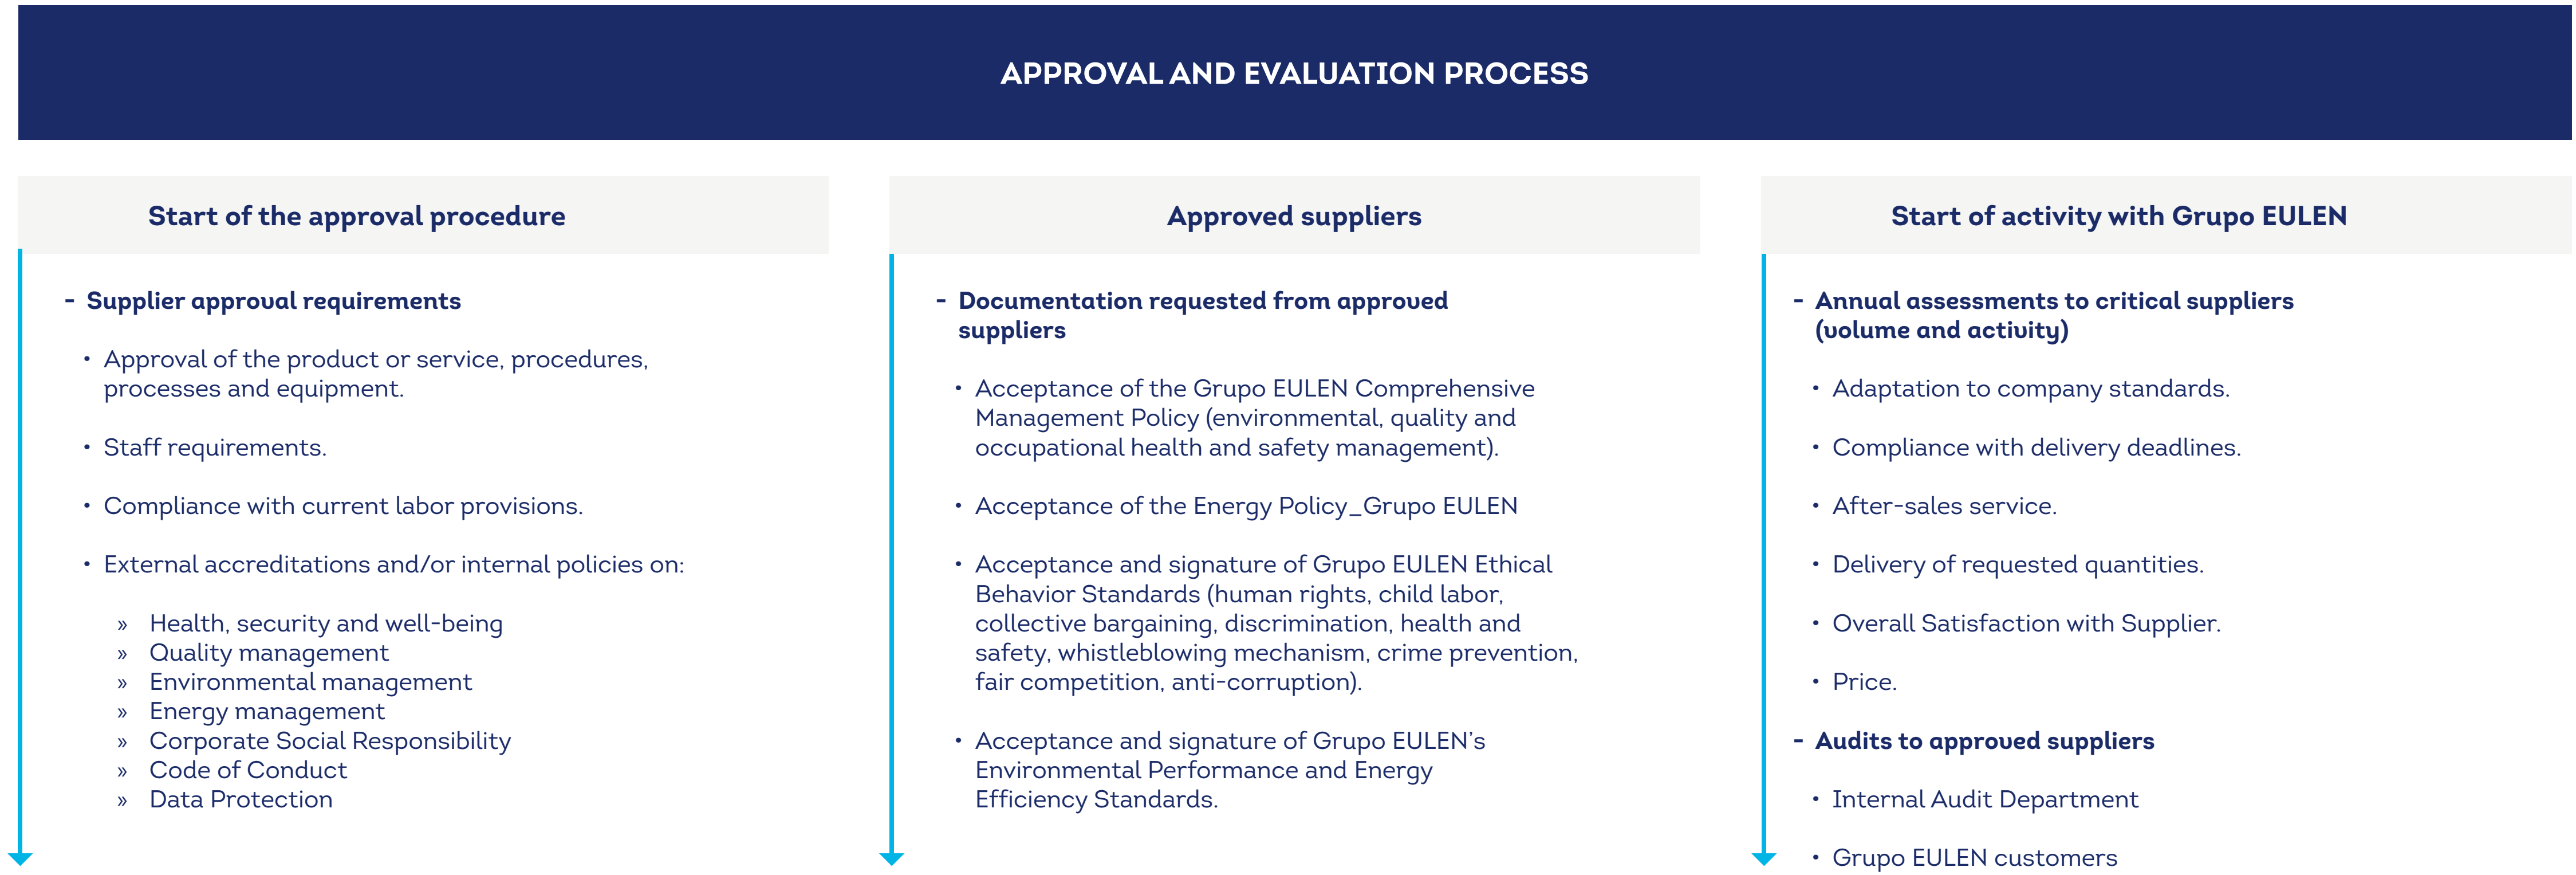 APPROVAL AND EVALUATION PROCESS
Start of the approval procedure
- Supplier approval requirements
• Approval of the product or service, procedures,
processes and equipment.
• Staff requirements.
• Compliance with current labor provisions.
• External accreditations and/or internal policies on:
» Health, security and well-being
» Quality management
» Environmental management
» Energy management
» Corporate Social Responsibility
» Code of Conduct
» Data Protection
Approved suppliers
- Documentation requested from approved
suppliers
• Acceptance of the Grupo EULEN Comprehensive
Management Policy (environmental, quality and
occupational health and safety management).
• Acceptance of the Energy Policy_Grupo EULEN
• Acceptance and signature of Grupo EULEN Ethical
Behavior Standards (human rights, child labor,
collective bargaining, discrimination, health and
safety, whistleblowing mechanism, crime prevention,
fair competition, anti-corruption).
• Acceptance and signature of Grupo EULEN’s
Environmental Performance and Energy
Efficiency Standards.
Start of activity with Grupo EULEN
- Annual assessments to critical suppliers
(volume and activity)
• Adaptation to company standards.
• Compliance with delivery deadlines.
• After-sales service.
• Delivery of requested quantities.
• Overall Satisfaction with Supplier.
• Price.
- Audits to approved suppliers
• Internal Audit Department
• Grupo EULEN customers